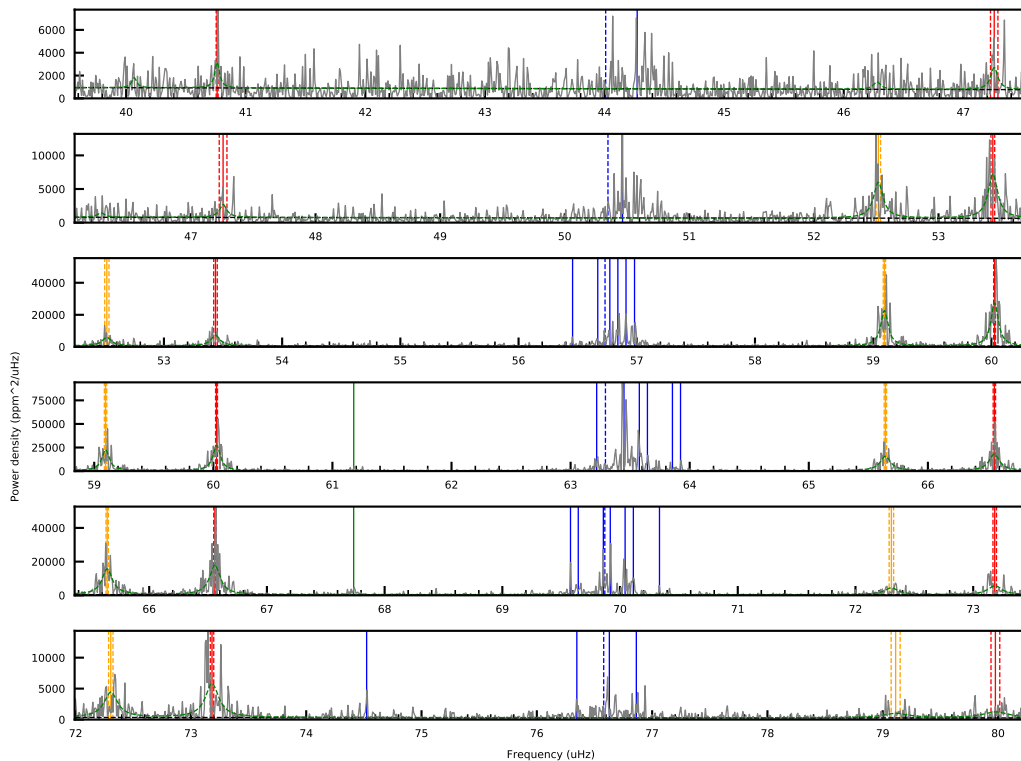 6000
4000
2000
0
40 41 42 43 44 45 46 47
10000
5000
0
47 48 49 50 51 52 53
40000
20000
0
53 54 55 56 57 58 59 60
75000
50000
25000
0
59 60 61 62 63 64 65 66
40000
20000
0
66 67 68 69 70 71 72 73
10000
5000
0
72 73 74 75 76 77 78 79 80
Power density (ppm^2/uHz)
Frequency (uHz)